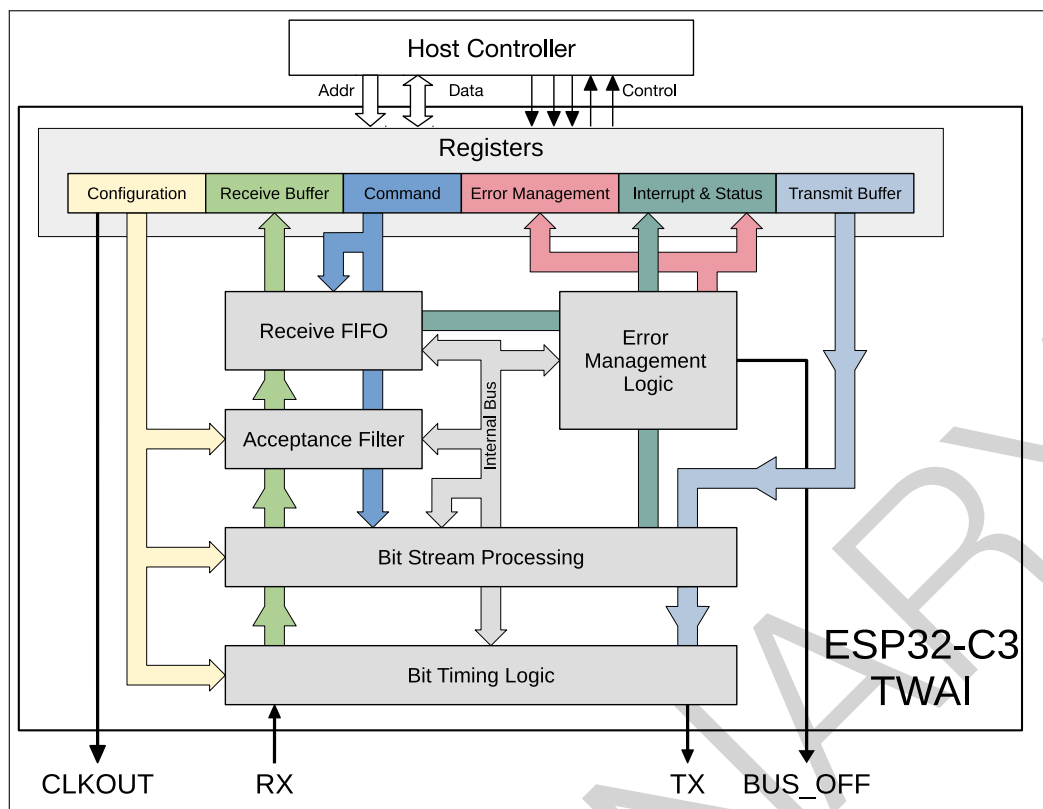 Host Controller
Addr
Data
Control
Registers
Configuration
Receive Buffer
Command
Error Management
Interrupt & Status
Transmit Buffer
Receive FIFO
Error
Management
Logic
Internal Bus
Acceptance Filter
Bit Stream Processing
Bit Timing Logic
ESP32-C3
TWAI
CLKOUT
RX
TX
BUS_OFF